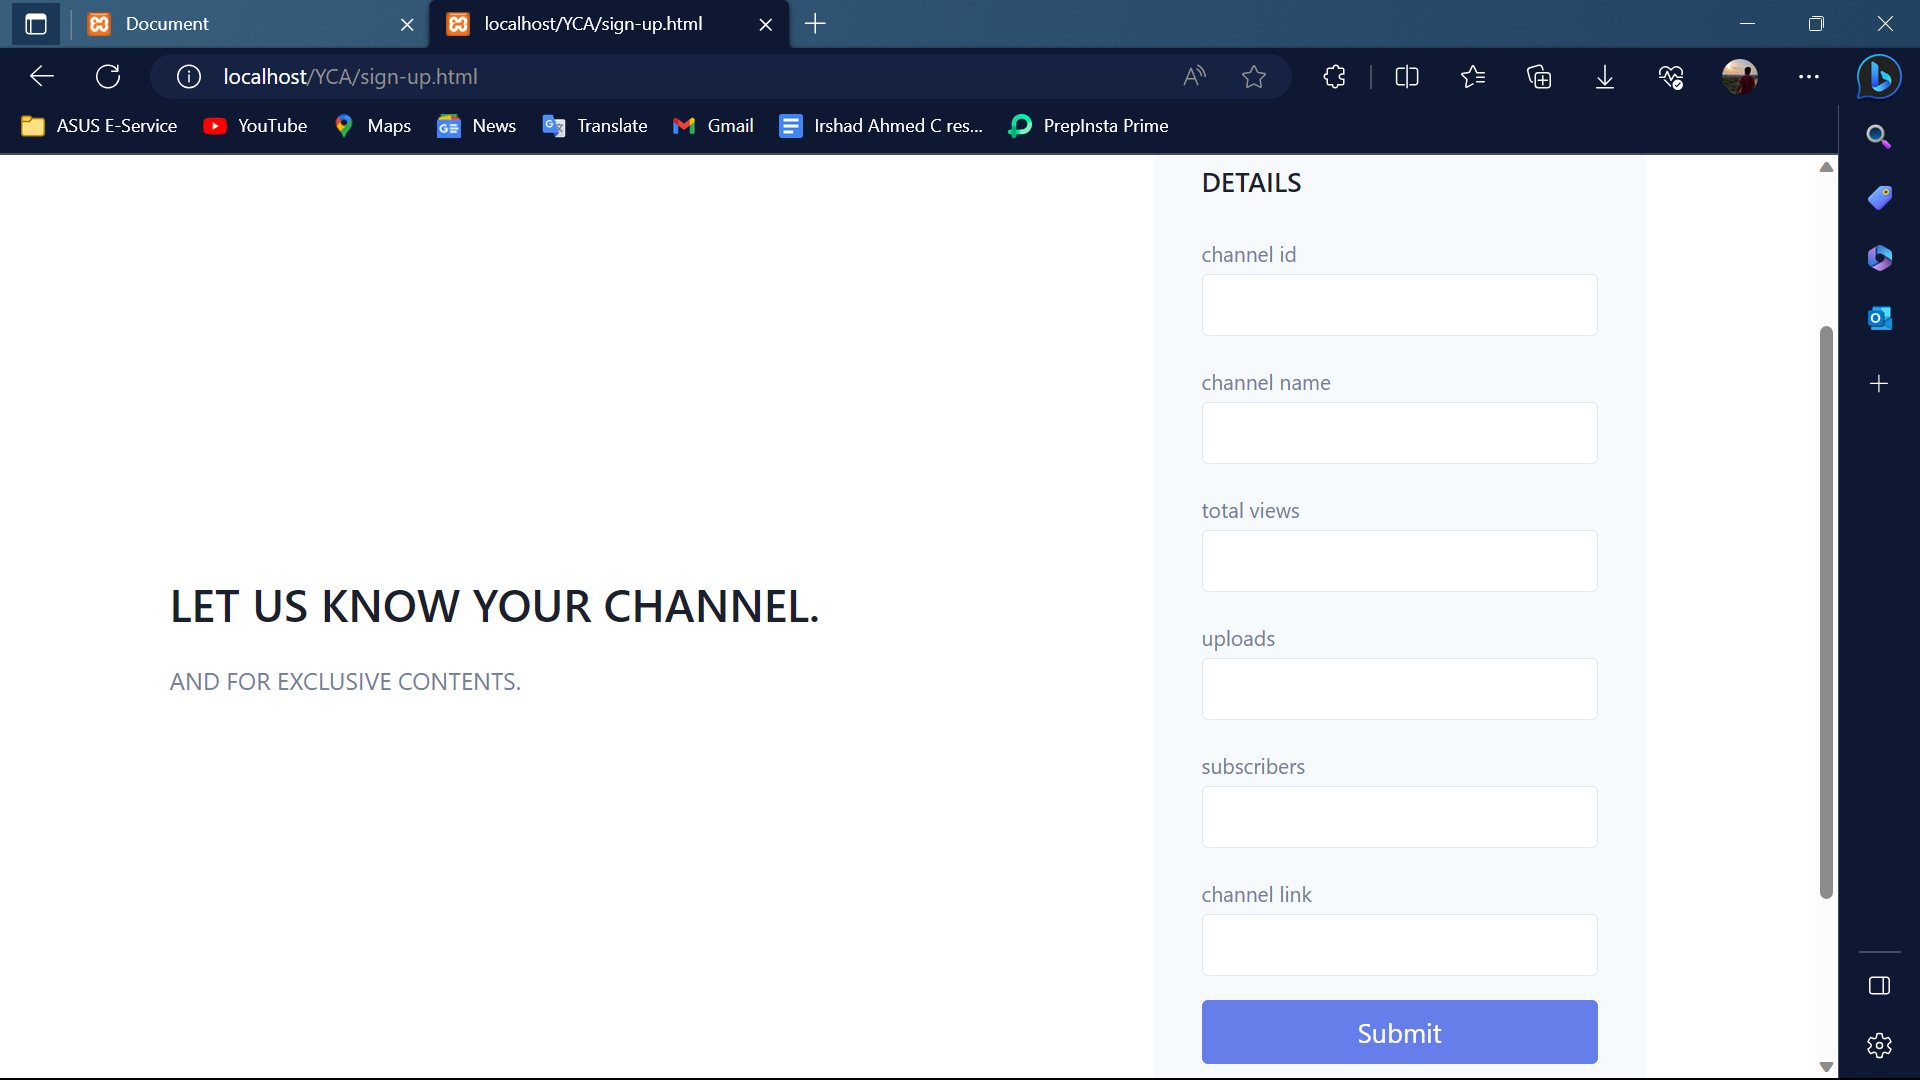 Document
localhost/YCA/sign-up.html
localhost/YCA/sign-up.html
ASUS E-Service
YouTube
Maps
News
Translate
Gmail
Irshad Ahmed C res...
PrepInsta Prime
LET US KNOW YOUR CHANNEL.
AND FOR EXCLUSIVE CONTENTS.
DETAILS
channel id
channel name
total views
uploads
subscribers
channel link
Submit